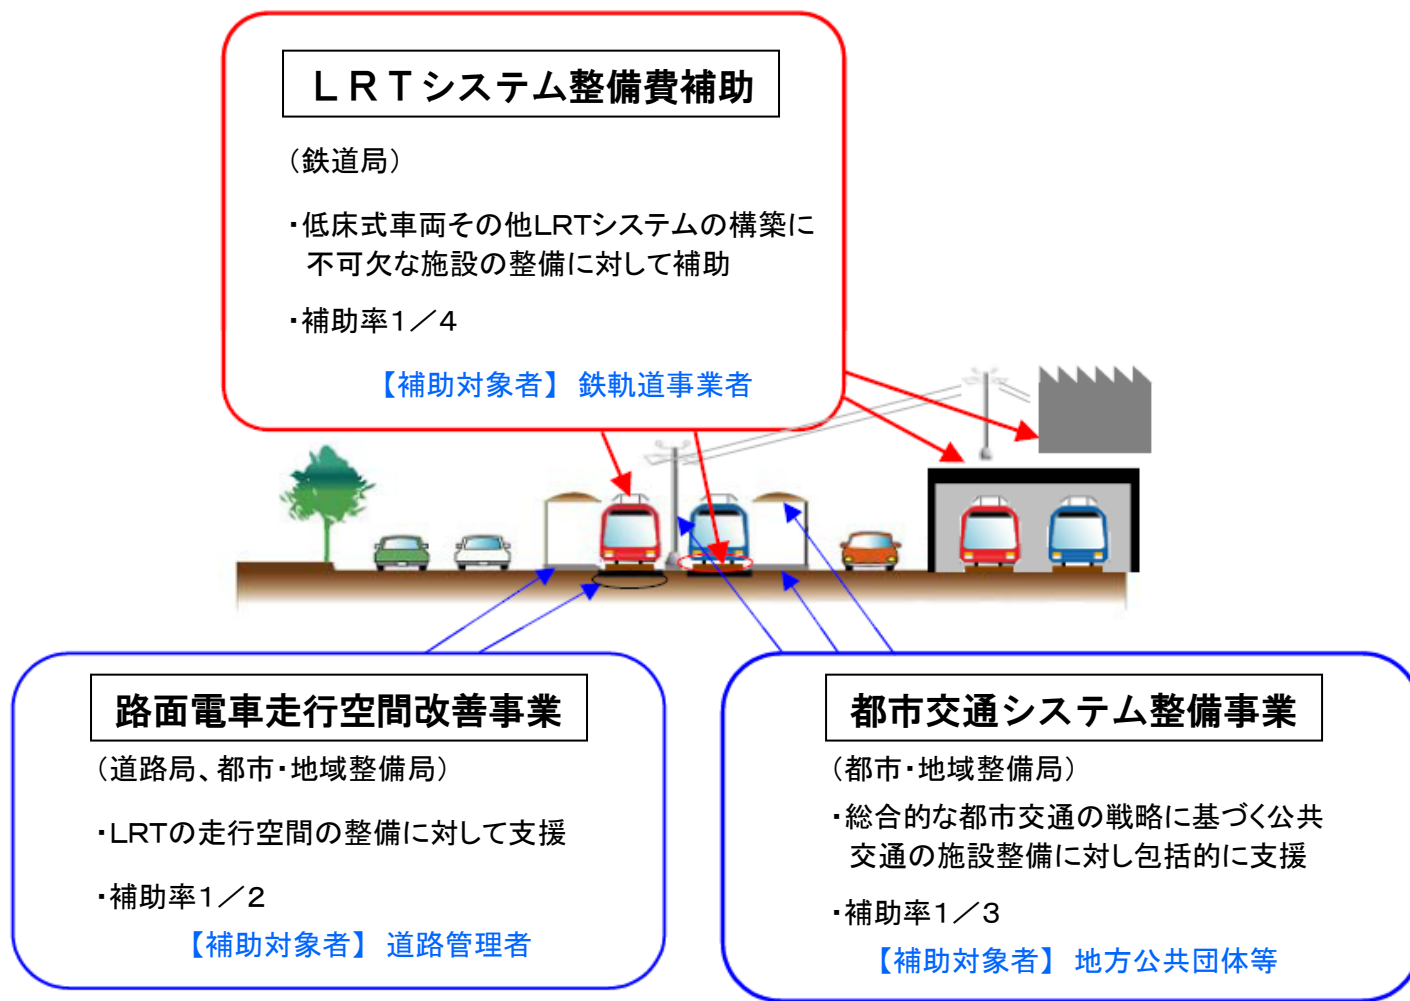 ＬＲＴシステム整備費補助
（鉄道局）
・低床式車両その他LRTシステムの構築に
不可欠な施設の整備に対して補助
・補助率１／４
【補助対象者】 鉄軌道事業者
路面電車走行空間改善事業
（道路局、都市・地域整備局）
・LRTの走行空間の整備に対して支援
・補助率１／２
【補助対象者】 道路管理者
都市交通システム整備事業
（都市・地域整備局）
・総合的な都市交通の戦略に基づく公共
交通の施設整備に対し包括的に支援
・補助率１／３
【補助対象者】 地方公共団体等